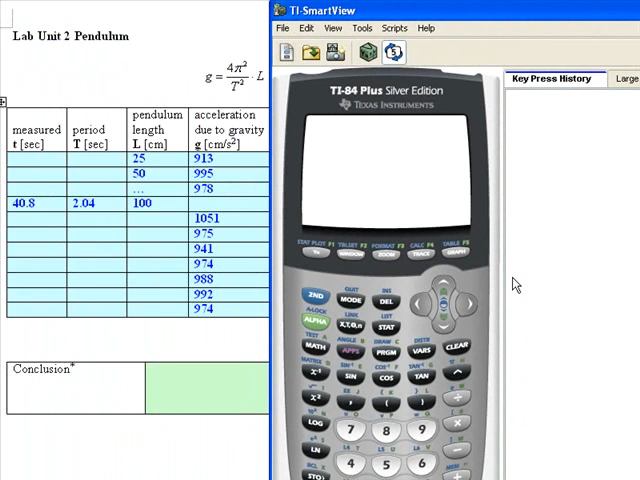 TI-SmartView
File Edit View Tools Scripts Help
Lab Unit 2 Pendulum
g = 4π² / T² · L
measured t [sec] period T [sec] pendulum length L [cm] acceleration due to gravity g [cm/s²]
25 913
50 995
... 978
40.8 2.04 100
1051
975
941
974
988
992
974
Conclusion*
Key Press History Large
TI-84 Plus Silver Edition
TEXAS INSTRUMENTS
STAT PLOT F1 TBLSET F2 FORMAT F3 CALC F4 TABLE F5
Y= WINDOW ZOOM TRACE GRAPH
QUIT INS
2ND MODE DEL
A-LOCK LINK LIST
ALPHA X,T,Θ,n STAT
TEST A ANGLE B DRAW C DISTR
MATH APPS PRGM VARS CLEAR
MATRIX D SIN⁻¹ E COS⁻¹ F TAN⁻¹ G π H
x⁻¹ SIN COS TAN ^
x² , ( ) ÷
LOG 7 8 9 ×
L4 T L5 U L6 V
LN 4 5 6 −
RCL X L1 Y L2 Z L3 MEM
STO